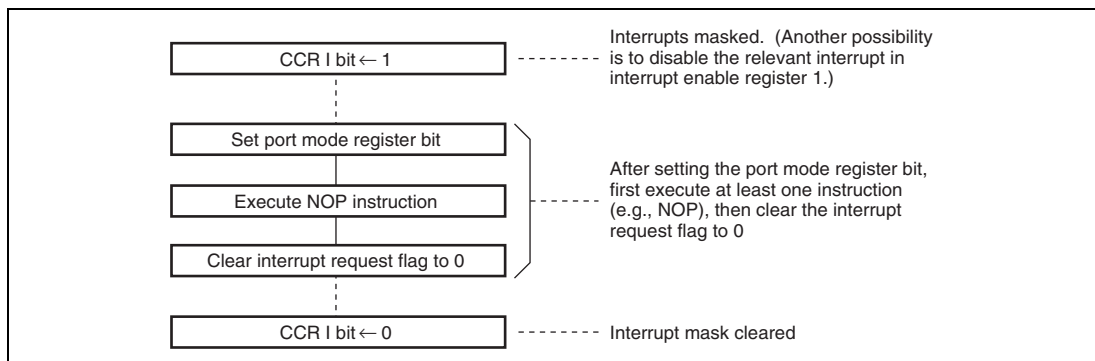 CCR I bit ← 1
Interrupts masked. (Another possibility
is to disable the relevant interrupt in
interrupt enable register 1.)
Set port mode register bit
Execute NOP instruction
Clear interrupt request flag to 0
After setting the port mode register bit,
first execute at least one instruction
(e.g., NOP), then clear the interrupt
request flag to 0
CCR I bit ← 0
Interrupt mask cleared